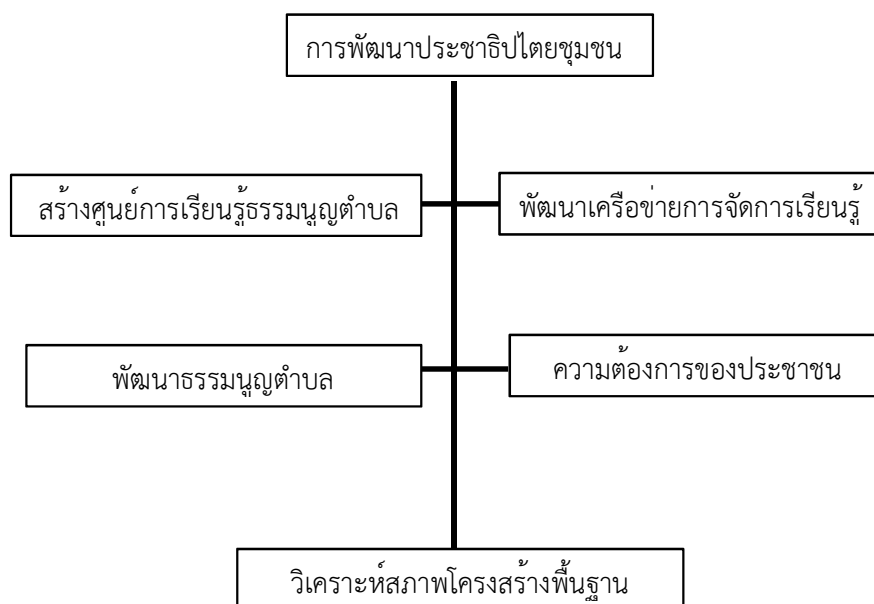 การพัฒนาประชาธิปไตยชุมชน
สร้างศูนย์การเรียนรู้ธรรมนูญตำบล
พัฒนาเครือข่ายการจัดการเรียนรู้
พัฒนาธรรมนูญตำบล
ความต้องการของประชาชน
วิเคราะห์สภาพโครงสร้างพื้นฐาน